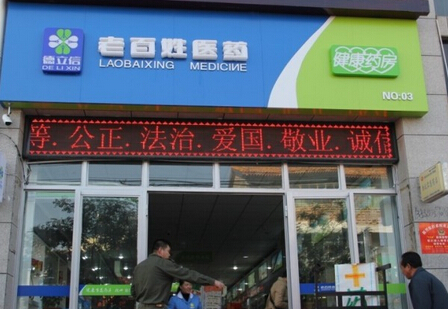 德立信
DE LI XIN
老百姓医药
LAOBAIXING MEDICINE
健康药房
NO:03
等.公正.法治.爱国.敬业.诚信